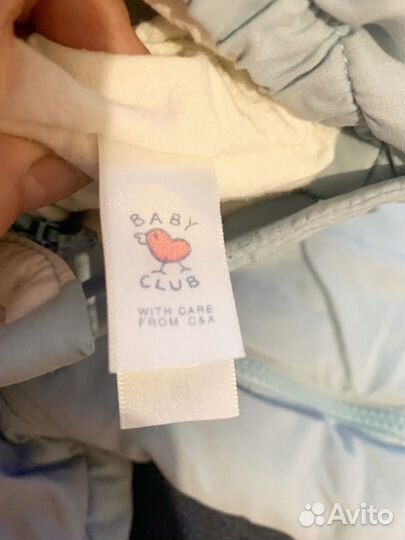 BABY
CLUB
WITH CARE
FROM C&A
Avito